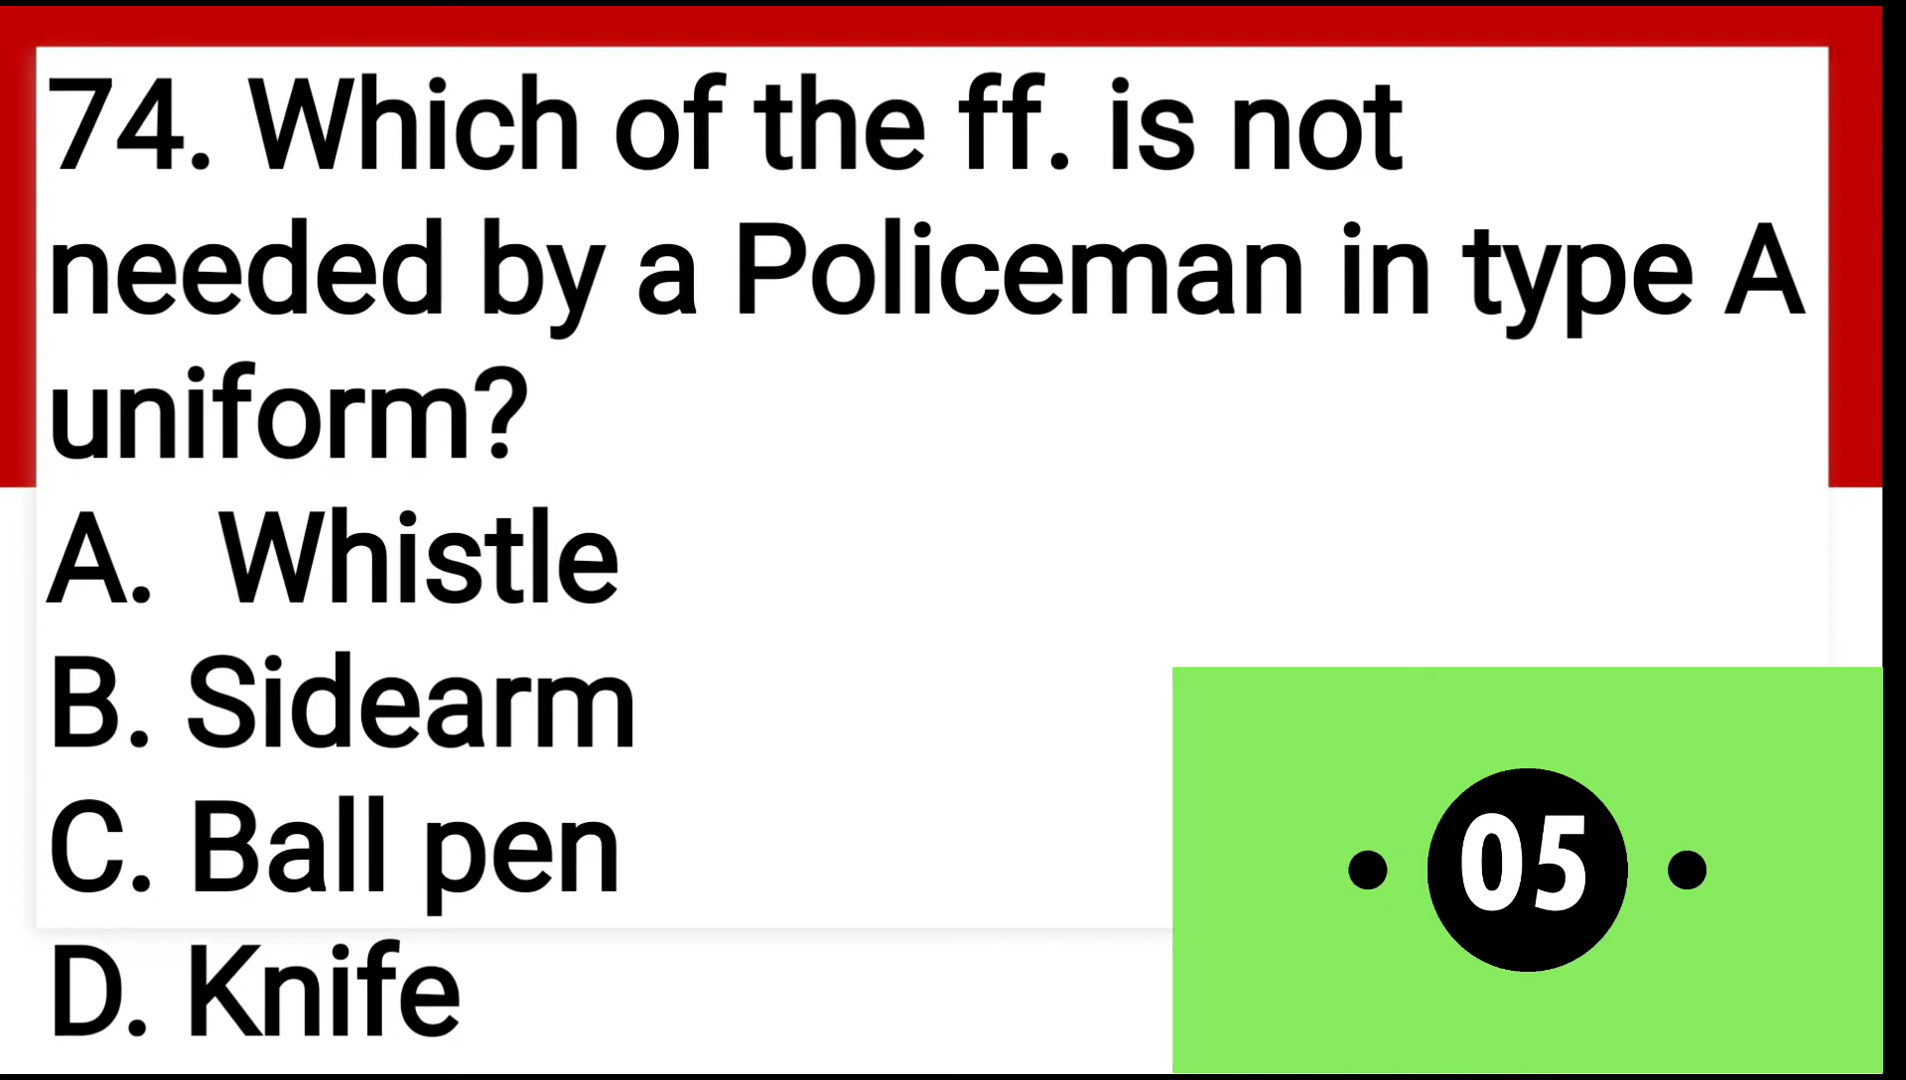 74. Which of the ff. is not
needed by a Policeman in type A
uniform?
A. Whistle
B. Sidearm
C. Ball pen
D. Knife
05